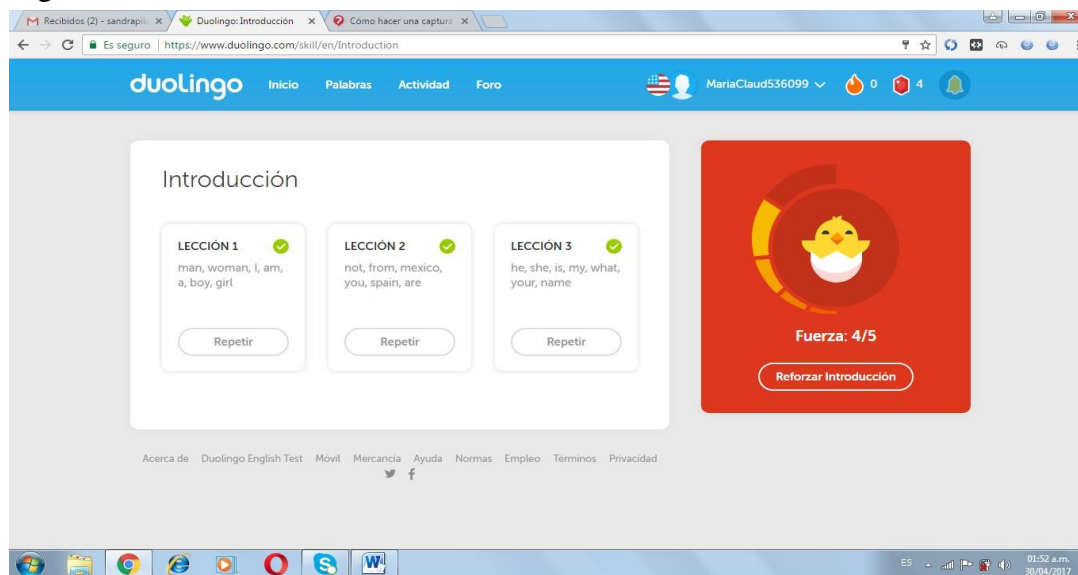 Recibidos (2) - sandrapil
Duolingo: Introducción
Cómo hacer una captura
Es seguro | https://www.duolingo.com/skill/en/Introduction
duolingo Inicio Palabras Actividad Foro MariaClaud536099 0 4
Introducción
LECCIÓN 1
man, woman, I, am,
a, boy, girl
Repetir
LECCIÓN 2
not, from, mexico,
you, spain, are
Repetir
LECCIÓN 3
he, she, is, my, what,
your, name
Repetir
Fuerza: 4/5
Reforzar Introducción
Acerca de Duolingo English Test Móvil Mercancia Ayuda Normas Empleo Términos Privacidad
ES
01:52 a.m.
30/04/2017